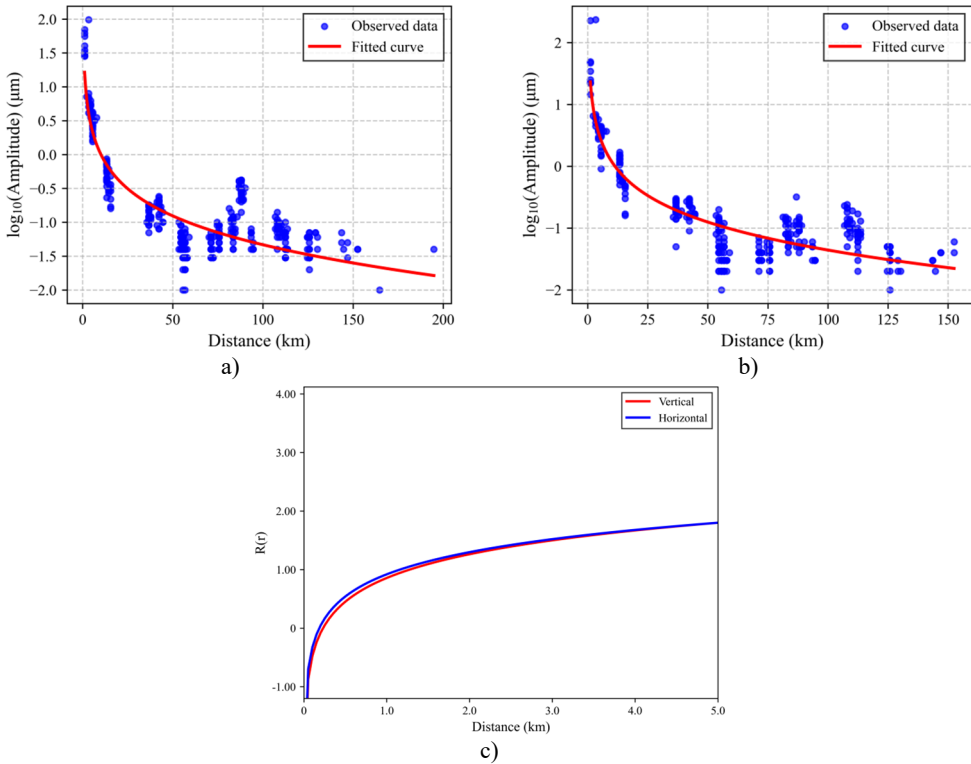 2.0
1.5
1.0
0.5
0.0
−0.5
−1.0
−1.5
−2.0
log₁₀(Amplitude) (μm)
Observed data
Fitted curve
0 50 100 150 200
Distance (km)
a)
2
1
0
−1
−2
log₁₀(Amplitude) (μm)
Observed data
Fitted curve
0 25 50 75 100 125 150
Distance (km)
b)
4.00
3.00
2.00
1.00
0
-1.00
R(r)
Vertical
Horizontal
0 1.0 2.0 3.0 4.0 5.0
Distance (km)
c)